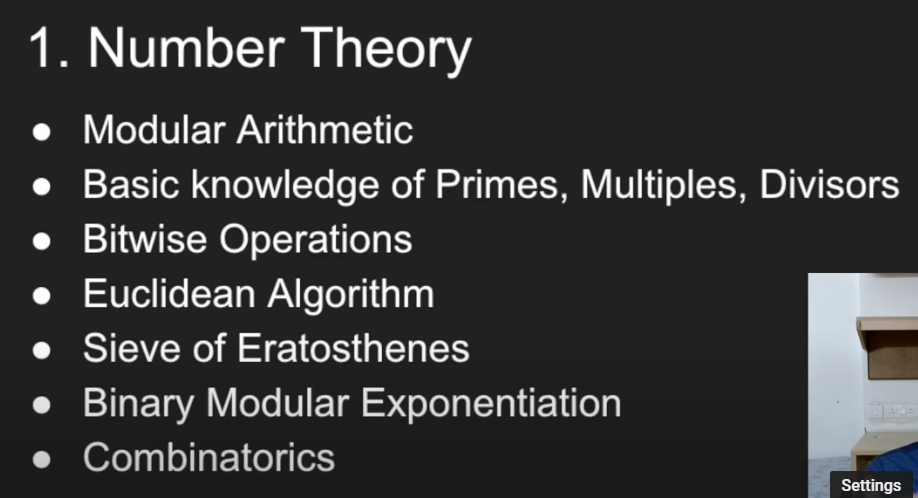 1. Number Theory
● Modular Arithmetic
● Basic knowledge of Primes, Multiples, Divisors
● Bitwise Operations
● Euclidean Algorithm
● Sieve of Eratosthenes
● Binary Modular Exponentiation
● Combinatorics
Settings